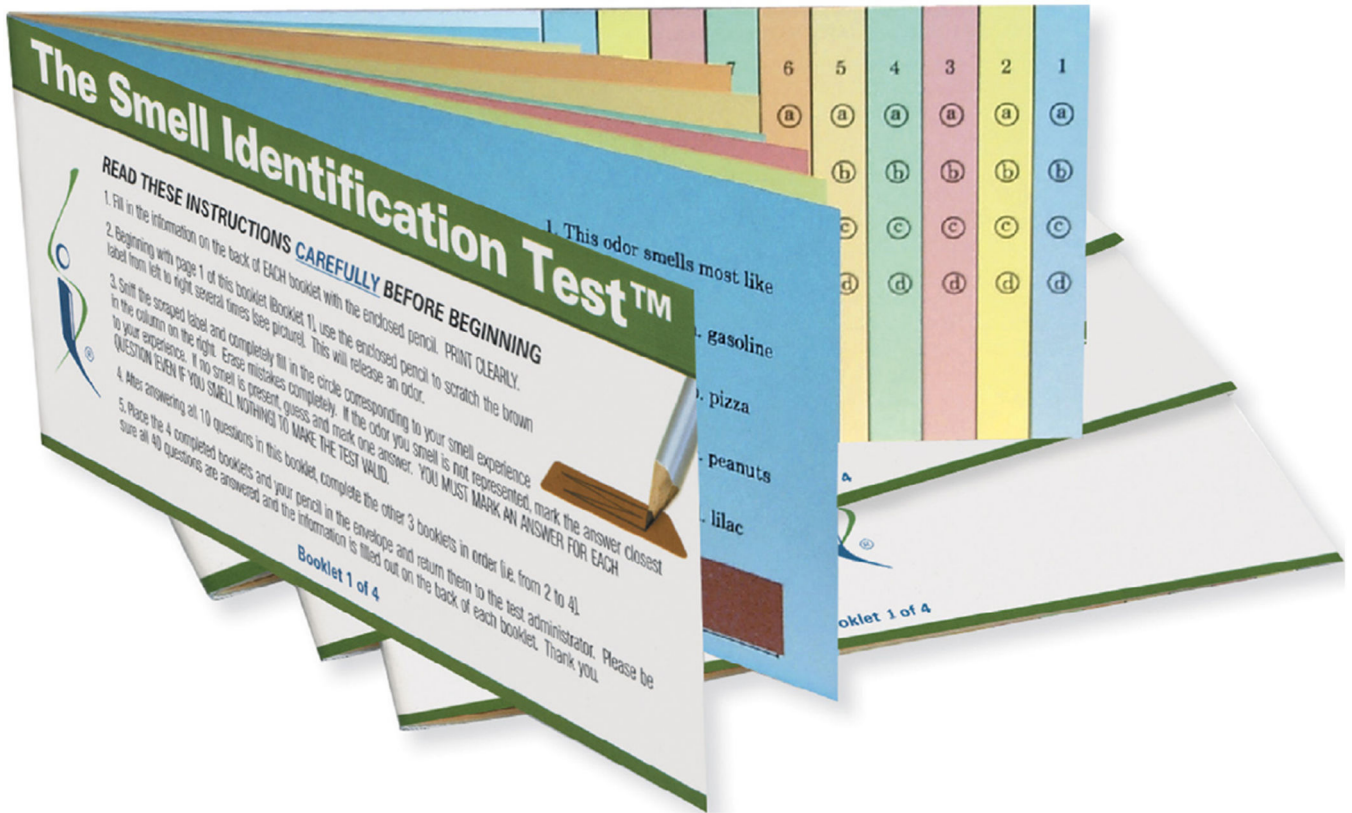 The Smell Identification Test™
READ THESE INSTRUCTIONS CAREFULLY BEFORE BEGINNING
1. Fill in the information on the back of EACH booklet with the enclosed pencil. PRINT CLEARLY.
2. Beginning with page 1 of this booklet (Booklet 1), use the enclosed pencil to scratch the brown
label from left to right several times (see picture). This will release an odor.
3. Sniff the scraped label and completely fill in the circle corresponding to your smell experience
in the column on the right. Erase mistakes completely. If the odor you smell is not represented, mark the answer closest
to your experience. If no smell is present, guess and mark one answer. YOU MUST MARK AN ANSWER FOR EACH
QUESTION (EVEN IF YOU SMELL NOTHING) TO MAKE THE TEST VALID.
4. After answering all 10 questions in this booklet, complete the other 3 booklets in order (i.e. from 2 to 4).
5. Place the 4 completed booklets and your pencil in the envelope and return them to the test administrator. Please be
sure all 40 questions are answered and the information is filled out on the back of each booklet. Thank you.
Booklet 1 of 4
®
1. This odor smells most like
. gasoline
. pizza
. peanuts
. lilac
7 6 5 4 3 2 1
a a a a a a
b b b b b
c c c c c
d d d d d
4
®
oklet 1 of 4